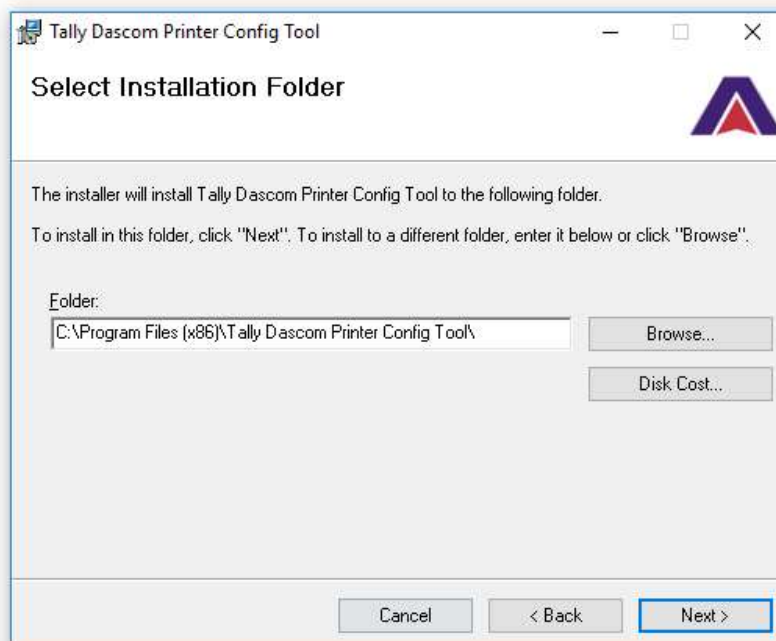 Tally Dascom Printer Config Tool
Select Installation Folder
The installer will install Tally Dascom Printer Config Tool to the following folder.
To install in this folder, click "Next". To install to a different folder, enter it below or click "Browse".
Folder:
C:\Program Files (x86)\Tally Dascom Printer Config Tool\
Browse...
Disk Cost...
Cancel
< Back
Next >